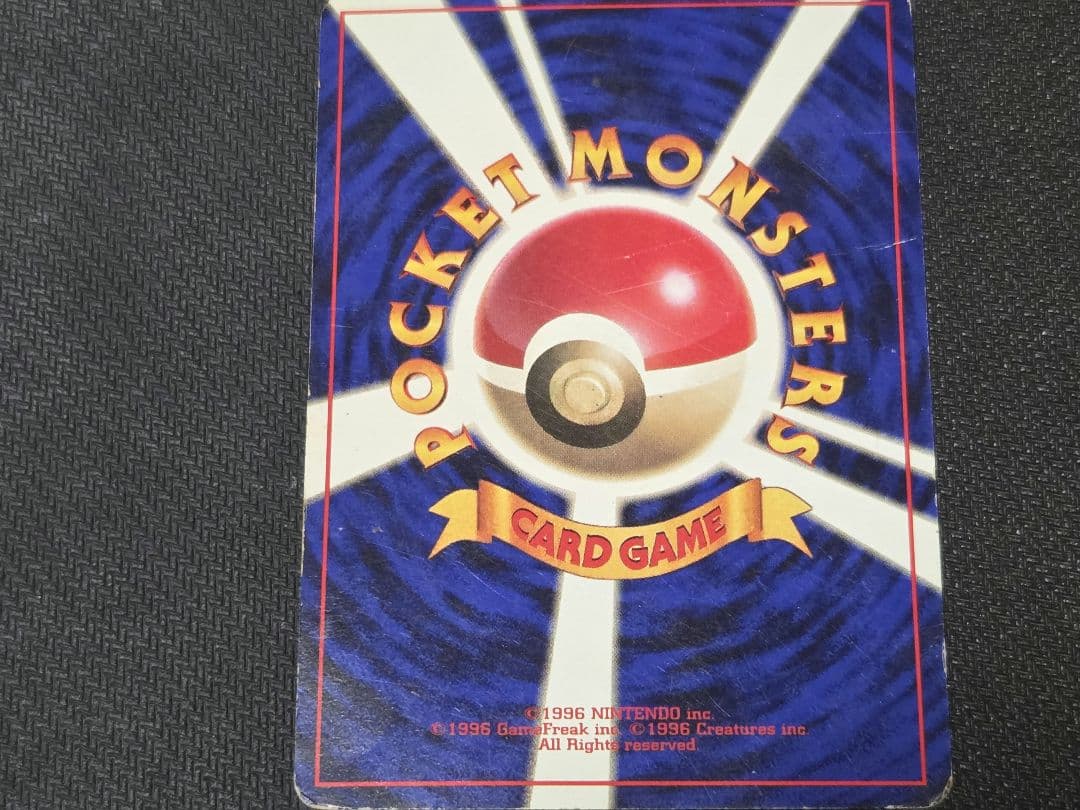 POCKET MONSTERS
CARD GAME
©1996 NINTENDO inc.
©1996 GameFreak inc. ©1996 Creatures inc.
All Rights reserved.